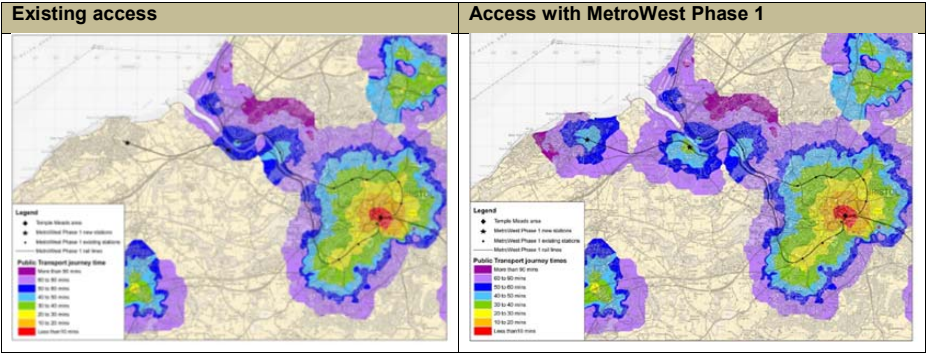 Existing access
Access with MetroWest Phase 1
Legend
Temple Meads area
MetroWest Phase 1 new stations
MetroWest Phase 1 existing stations
MetroWest Phase 1 rail lines
Public Transport journey time
More than 90 mins
60 to 90 mins
50 to 60 mins
40 to 50 mins
30 to 40 mins
20 to 30 mins
10 to 20 mins
Less than10 mins
Legend
Temple Meads area
MetroWest Phase 1 new stations
MetroWest Phase 1 existing stations
MetroWest Phase 1 rail lines
Public Transport journey times
More than 90 mins
60 to 90 mins
50 to 60 mins
40 to 50 mins
30 to 40 mins
20 to 30 mins
10 to 20 mins
Less than10 mins